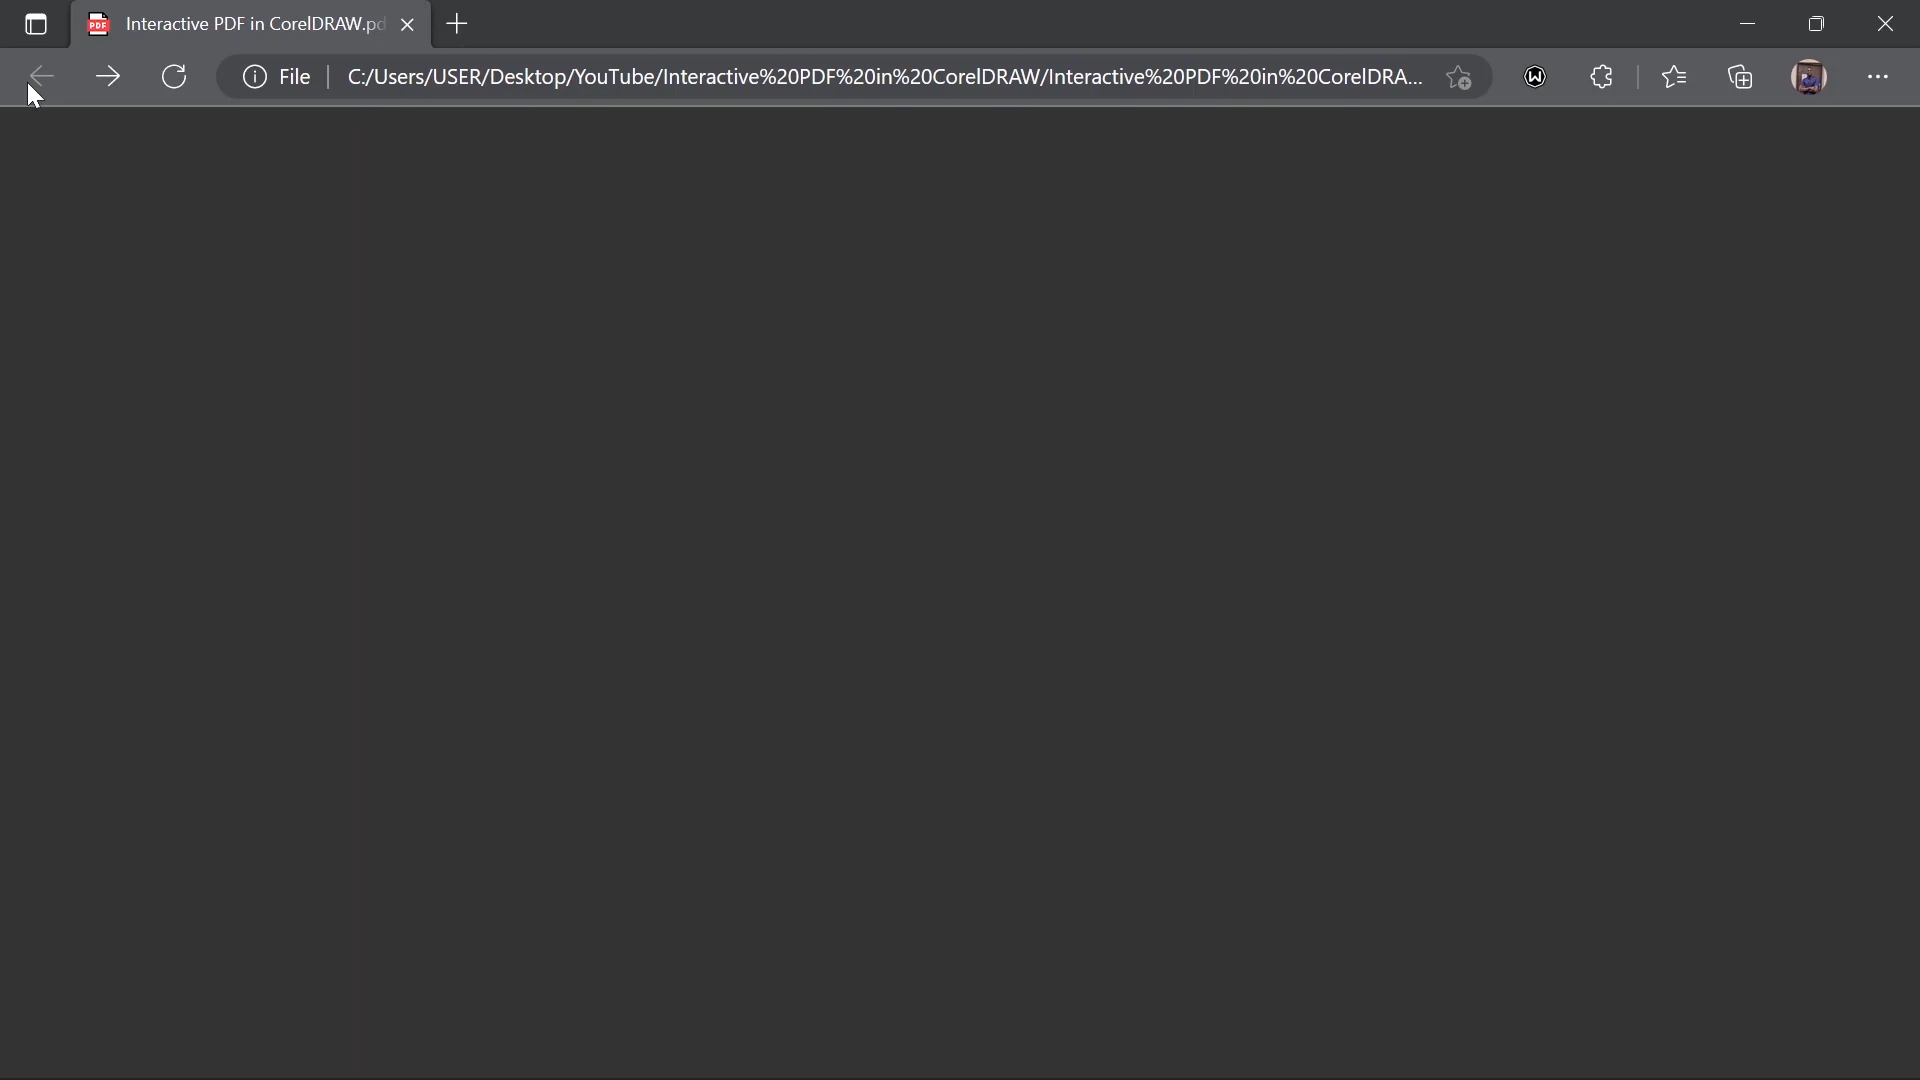 Interactive PDF in CorelDRAW.pd
File
C:/Users/USER/Desktop/YouTube/Interactive%20PDF%20in%20CorelDRAW/Interactive%20PDF%20in%20CorelDRA...